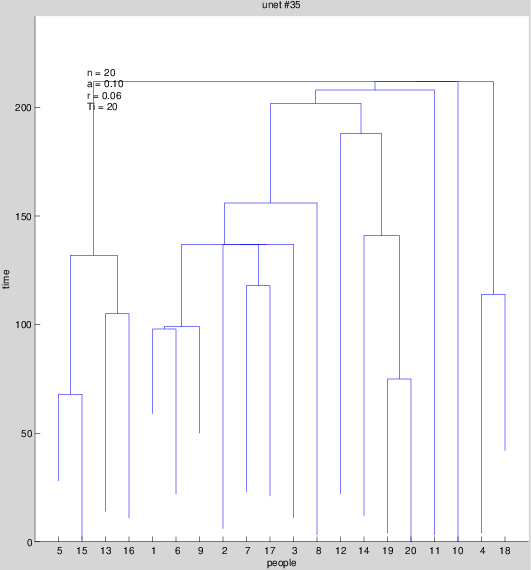 unet #35
n = 20
a = 0.10
r = 0.06
Ti = 20
200
150
100
50
0
time
5 15 13 16 1 6 9 2 7 17 3 8 12 14 19 20 11 10 4 18
people